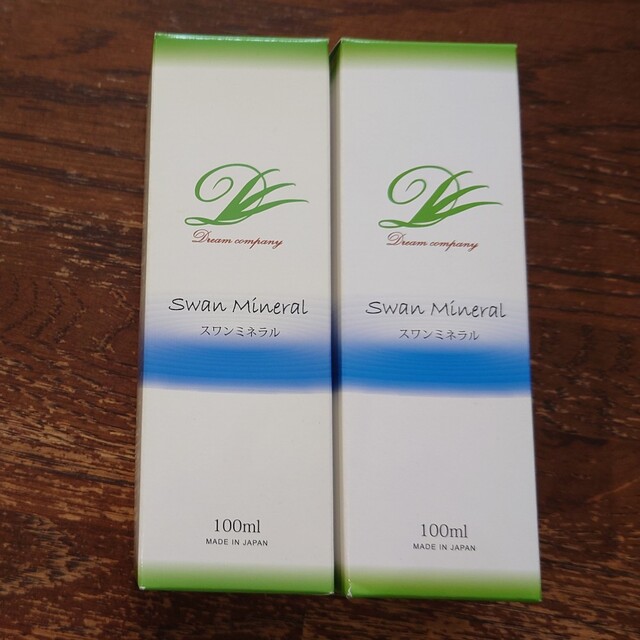 Dream company
Swan Mineral
スワンミネラル
100ml
MADE IN JAPAN
Dream company
Swan Mineral
スワンミネラル
100ml
MADE IN JAPAN